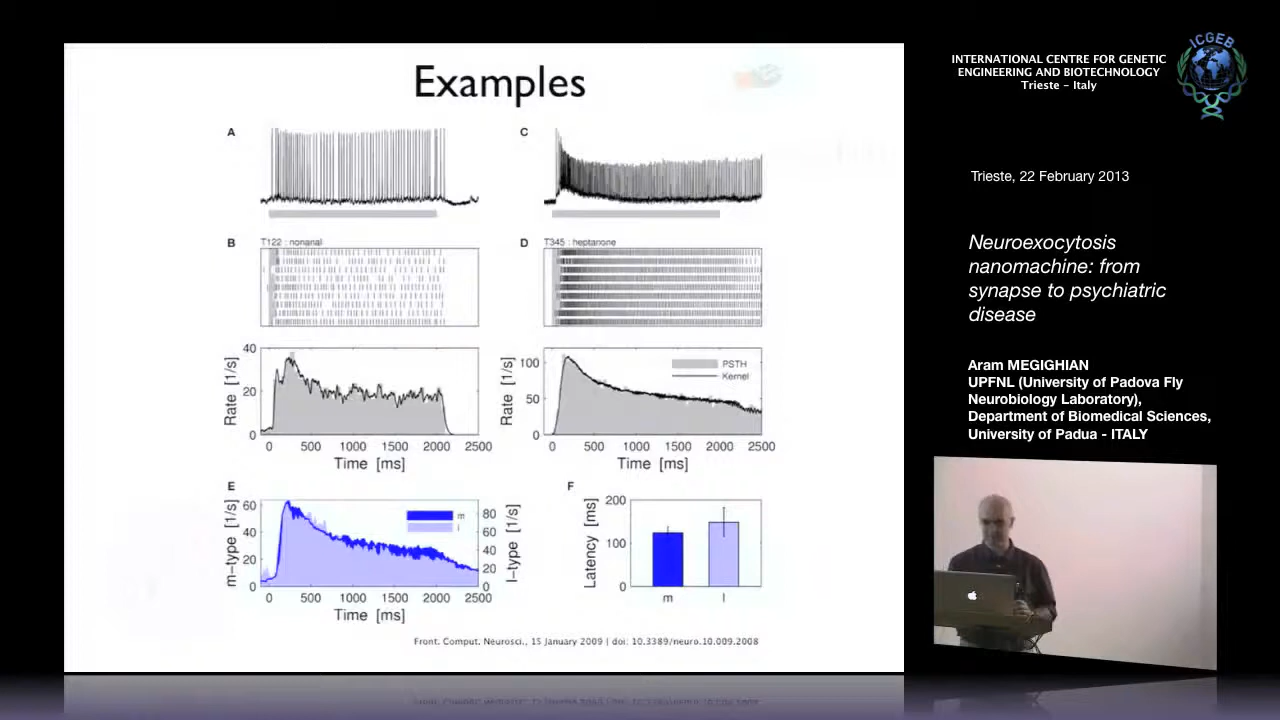 Examples
A
C
B
T122 : nonanal
D
T345 : heptanone
40
20
0
Rate [1/s]
0 500 1000 1500 2000 2500
Time [ms]
100
50
0
Rate [1/s]
PSTH
Kernel
0 500 1000 1500 2000 2500
Time [ms]
E
60
40
20
0
m-type [1/s]
m
l
80
60
40
20
0
l-type [1/s]
0 500 1000 1500 2000 2500
Time [ms]
F
200
100
0
Latency [ms]
m
l
Front. Comput. Neurosci., 15 January 2009 | doi: 10.3389/neuro.10.009.2008
INTERNATIONAL CENTRE FOR GENETIC
ENGINEERING AND BIOTECHNOLOGY
Trieste - Italy
ICGEB
Trieste, 22 February 2013
Neuroexocytosis
nanomachine: from
synapse to psychiatric
disease
Aram MEGIGHIAN
UPFNL (University of Padova Fly
Neurobiology Laboratory),
Department of Biomedical Sciences,
University of Padua - ITALY